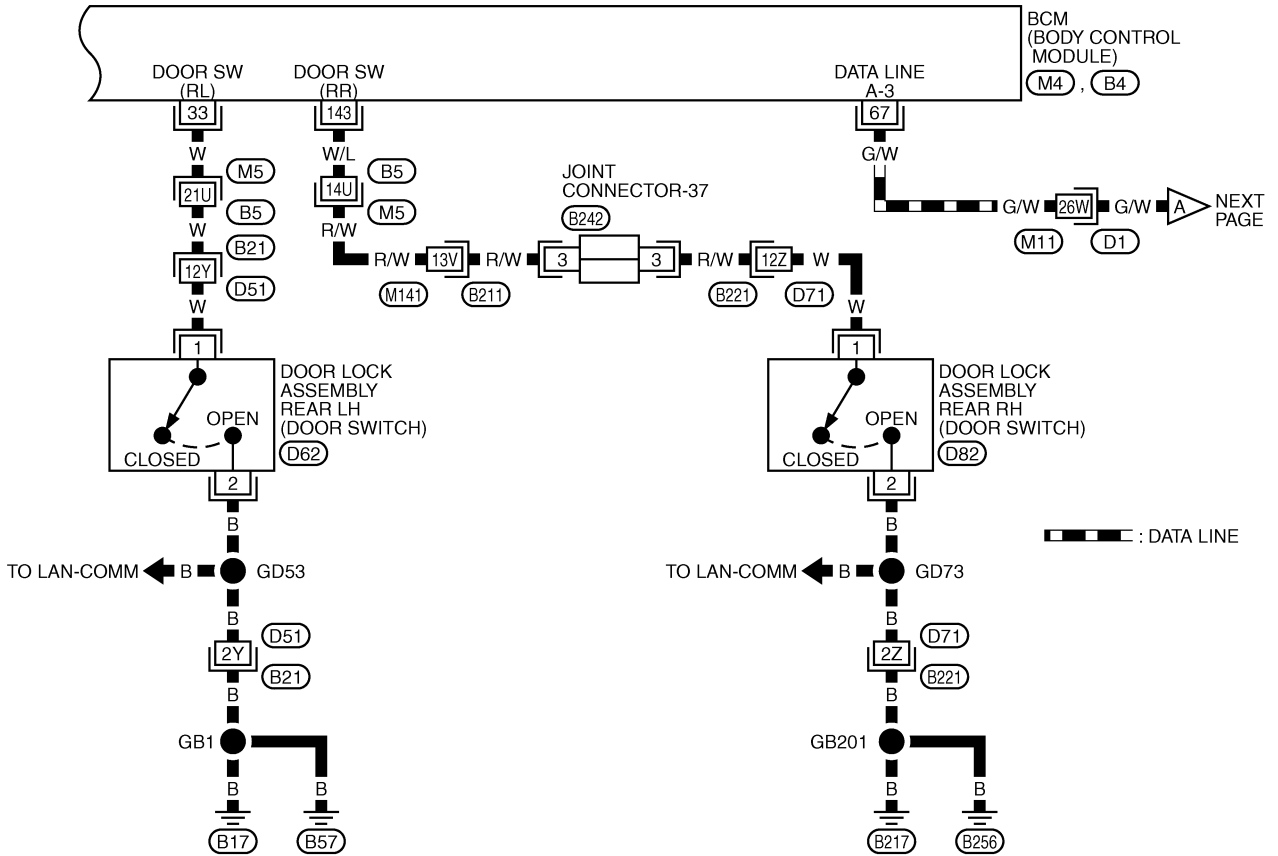 BCM
(BODY CONTROL
MODULE)
M4 , B4
DOOR SW
(RL)
DOOR SW
(RR)
DATA LINE
A-3
33
143
67
W
W/L
G/W
M5
21U
B5
B5
14U
M5
W
R/W
B21
12Y
D51
W
JOINT
CONNECTOR-37
B242
R/W
13V
R/W
3
3
R/W
12Z
W
M141
B211
B221
D71
W
G/W
26W
G/W
A
NEXT
PAGE
M11
D1
1
DOOR LOCK
ASSEMBLY
REAR LH
(DOOR SWITCH)
D62
OPEN
CLOSED
2
B
TO LAN-COMM
B
GD53
B
D51
2Y
B21
B
GB1
B
B
B17
B57
1
DOOR LOCK
ASSEMBLY
REAR RH
(DOOR SWITCH)
D82
OPEN
CLOSED
2
B
TO LAN-COMM
B
GD73
B
D71
2Z
B221
B
GB201
B
B
B217
B256
: DATA LINE